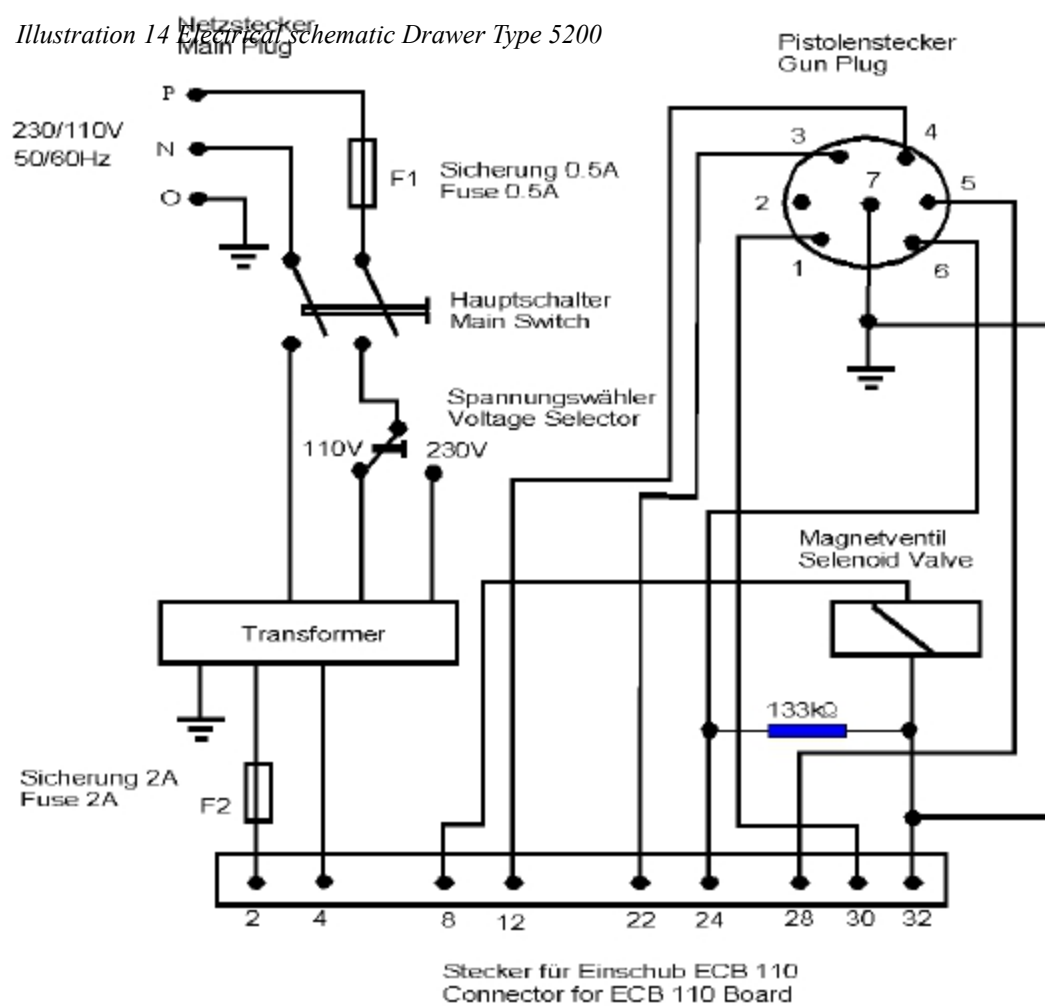 Netzstecker
Illustration 14 Electrical schematic Drawer Type 5200
Main Plug
Pistolenstecker
Gun Plug
P
230/110V
50/60Hz
N
O
F1
Sicherung 0.5A
Fuse 0.5A
3
4
2
7
5
1
6
Hauptschalter
Main Switch
Spannungswähler
Voltage Selector
110V
230V
Magnetventil
Selenoid Valve
Transformer
133kΩ
Sicherung 2A
Fuse 2A
F2
2 4 8 12 22 24 28 30 32
Stecker für Einschub ECB 110
Connector for ECB 110 Board